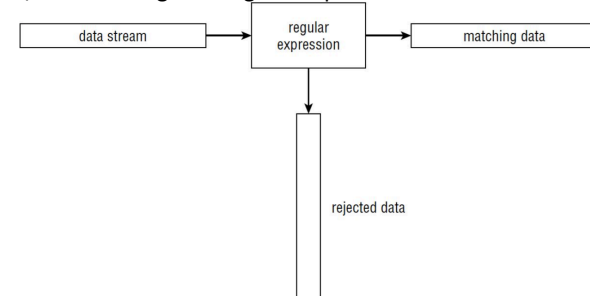 regular
expression
data stream
matching data
rejected data